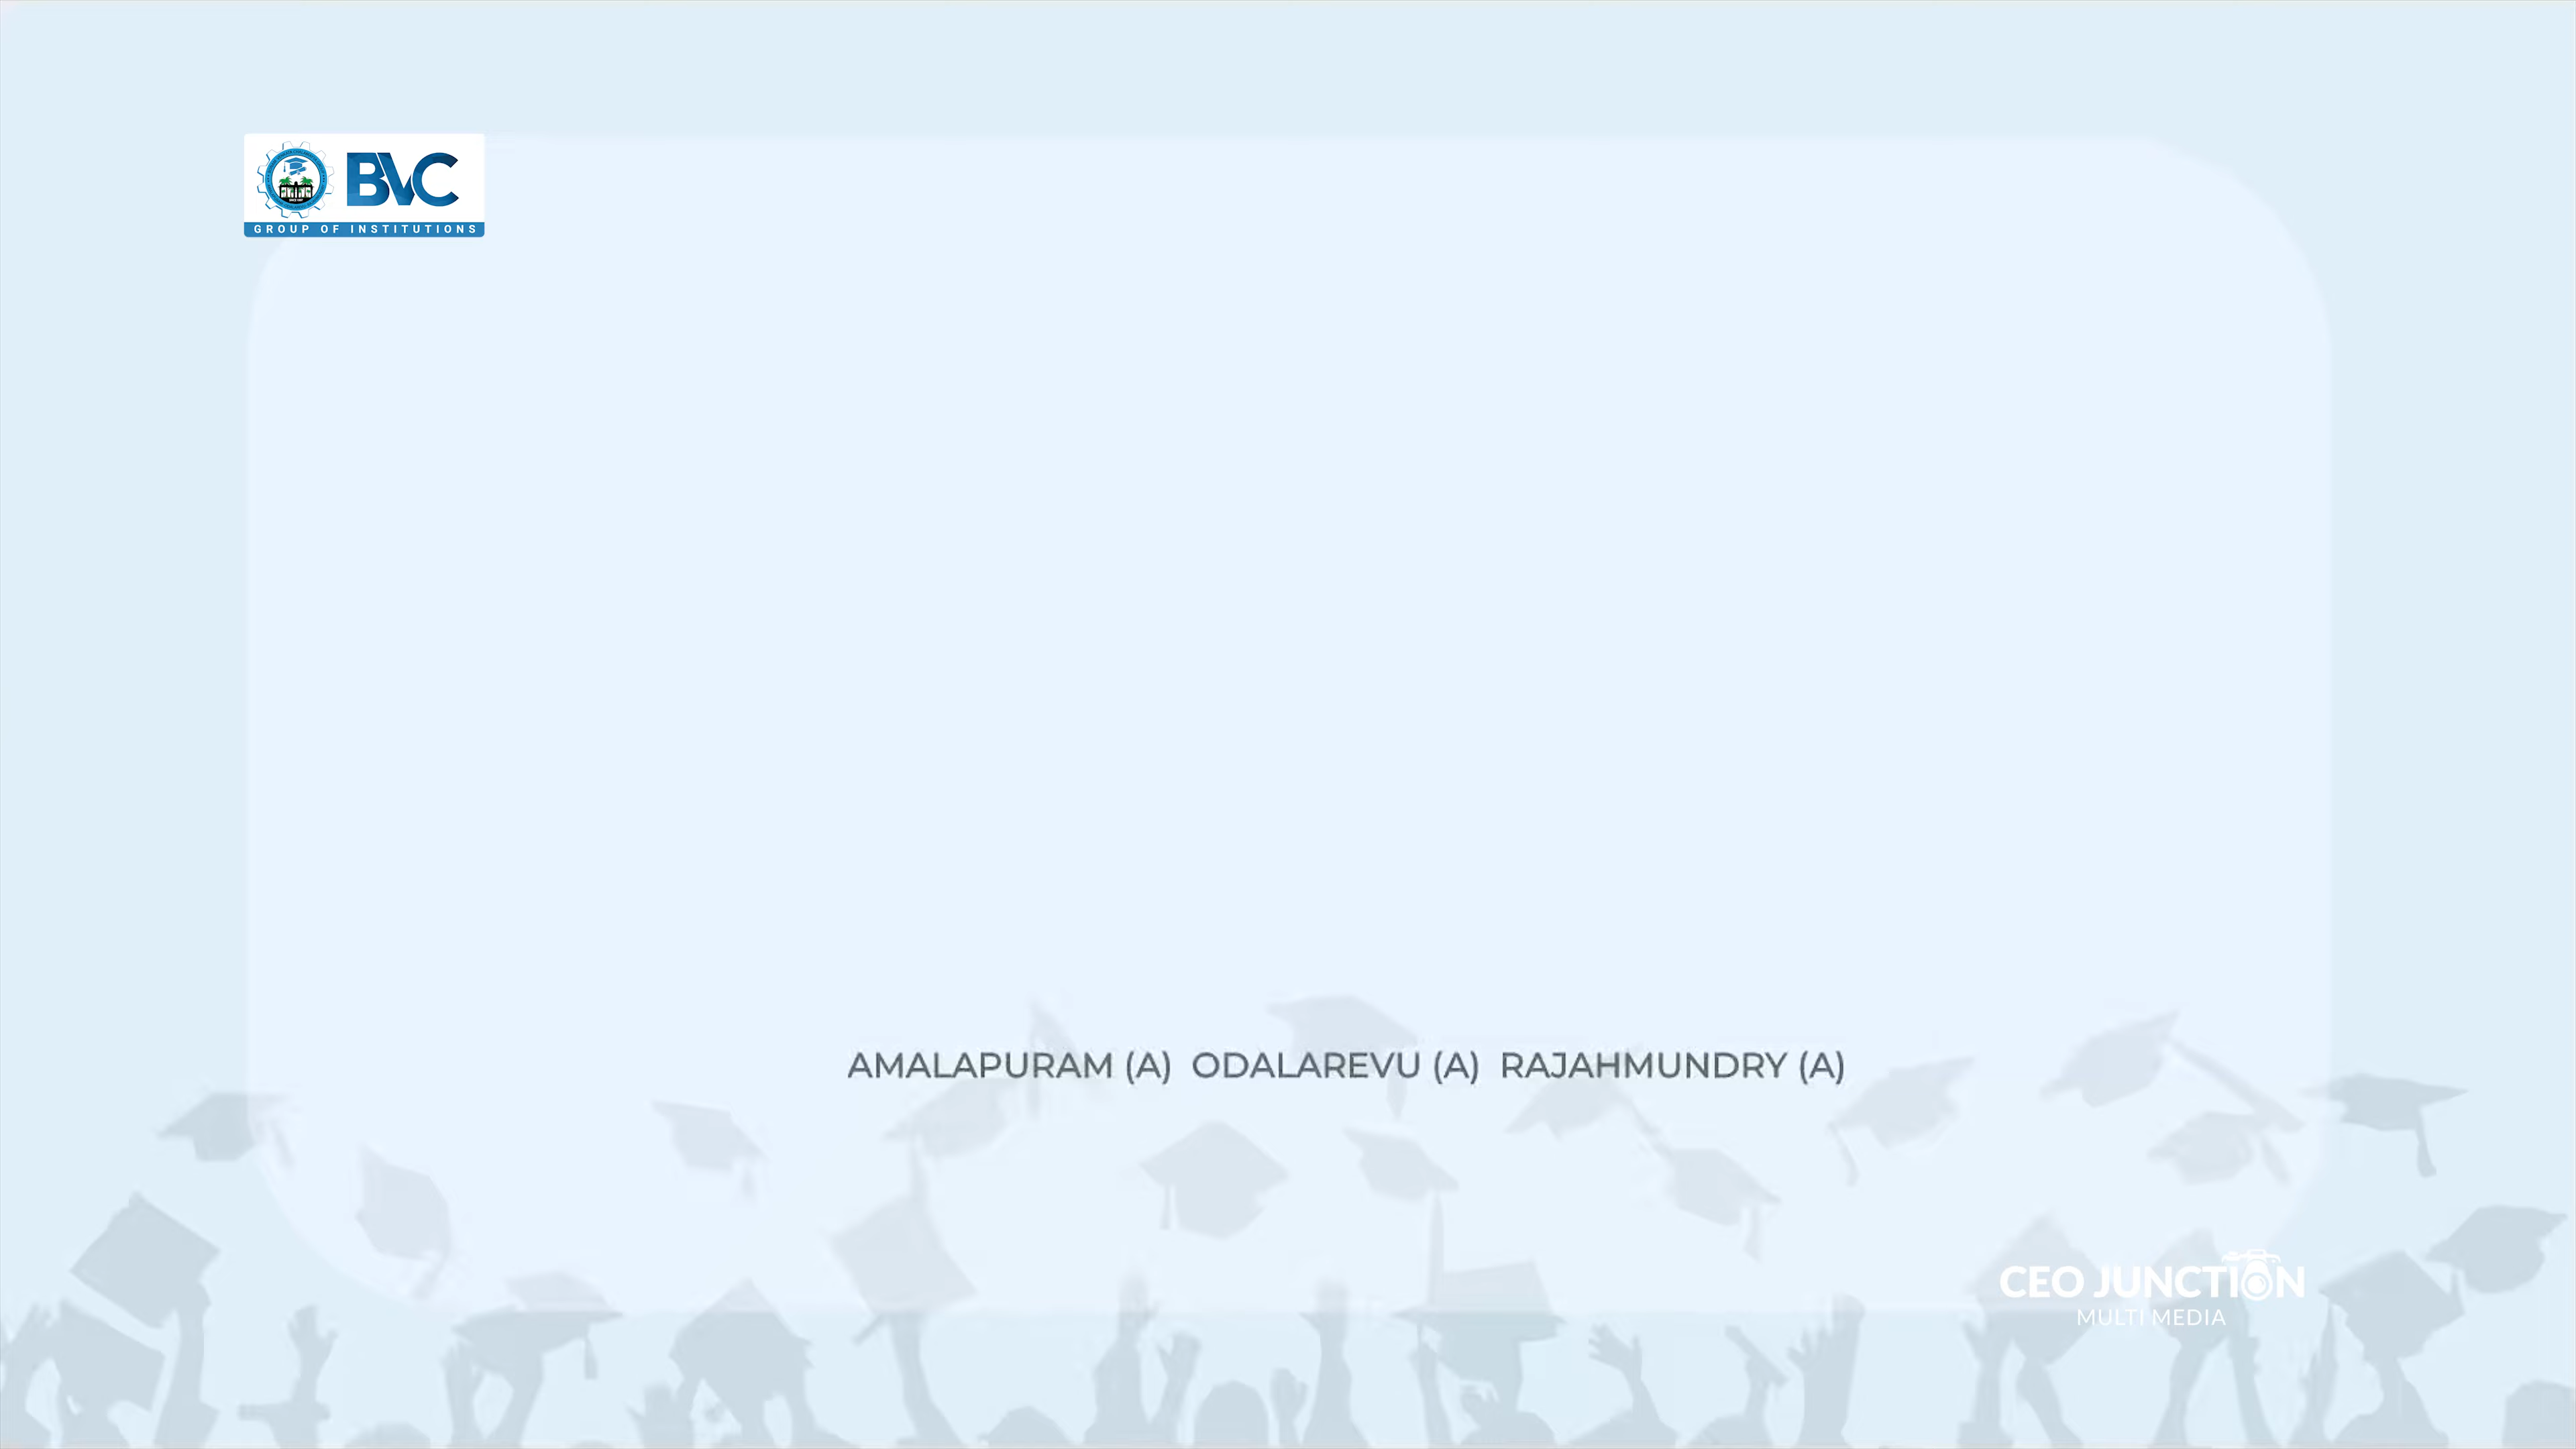 BVC
GROUP OF INSTITUTIONS
AMALAPURAM (A) ODALAREVU (A) RAJAHMUNDRY (A)
CEO JUNCTION
MULTI MEDIA